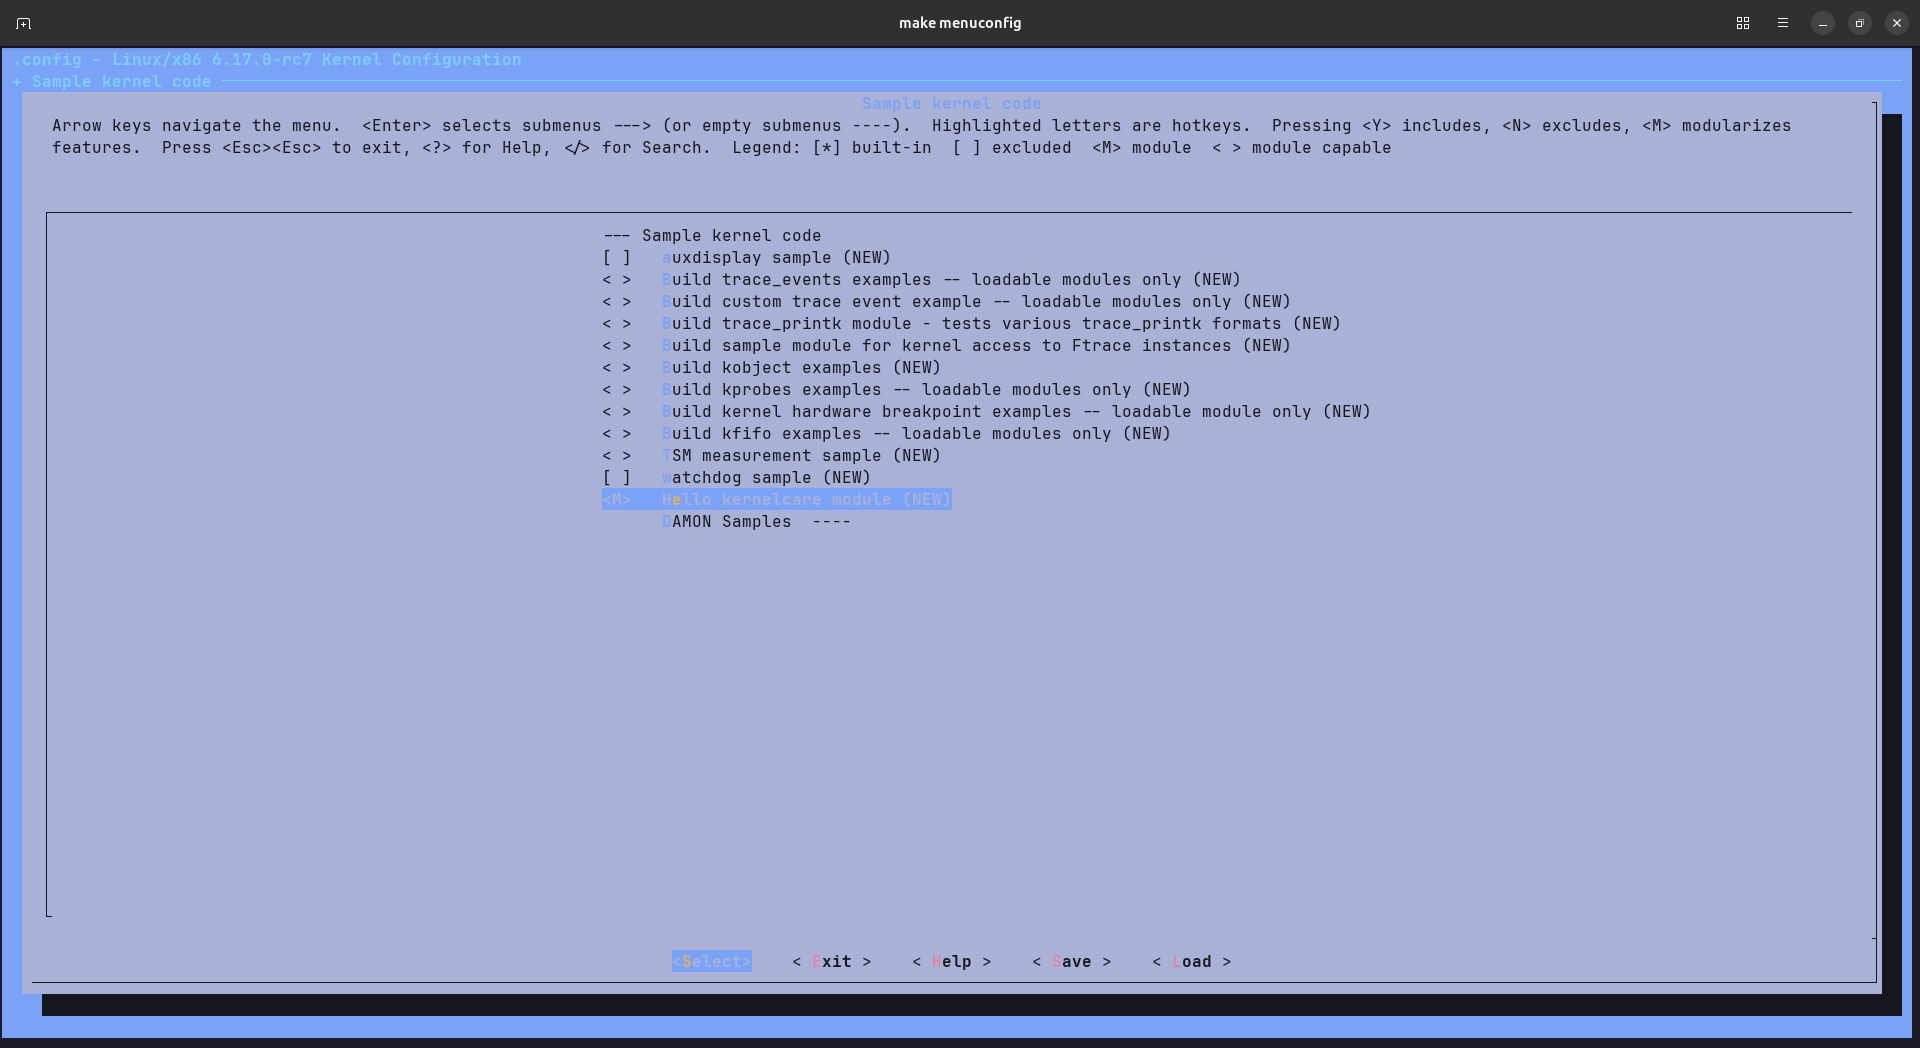 make menuconfig
.config - Linux/x86 6.17.0-rc7 Kernel Configuration
+ Sample kernel code
Sample kernel code
Arrow keys navigate the menu.  <Enter> selects submenus ---> (or empty submenus ----).  Highlighted letters are hotkeys.  Pressing <Y> includes, <N> excludes, <M> modularizes
features.  Press <Esc><Esc> to exit, <?> for Help, </> for Search.  Legend: [*] built-in  [ ] excluded  <M> module  < > module capable
--- Sample kernel code
[ ]   auxdisplay sample (NEW)
< >   Build trace_events examples -- loadable modules only (NEW)
< >   Build custom trace event example -- loadable modules only (NEW)
< >   Build trace_printk module - tests various trace_printk formats (NEW)
< >   Build sample module for kernel access to Ftrace instances (NEW)
< >   Build kobject examples (NEW)
< >   Build kprobes examples -- loadable modules only (NEW)
< >   Build kernel hardware breakpoint examples -- loadable module only (NEW)
< >   Build kfifo examples -- loadable modules only (NEW)
< >   TSM measurement sample (NEW)
[ ]   watchdog sample (NEW)
<M>   Hello kernelcare module (NEW)
DAMON Samples  ----
<Select>    < Exit >    < Help >    < Save >    < Load >